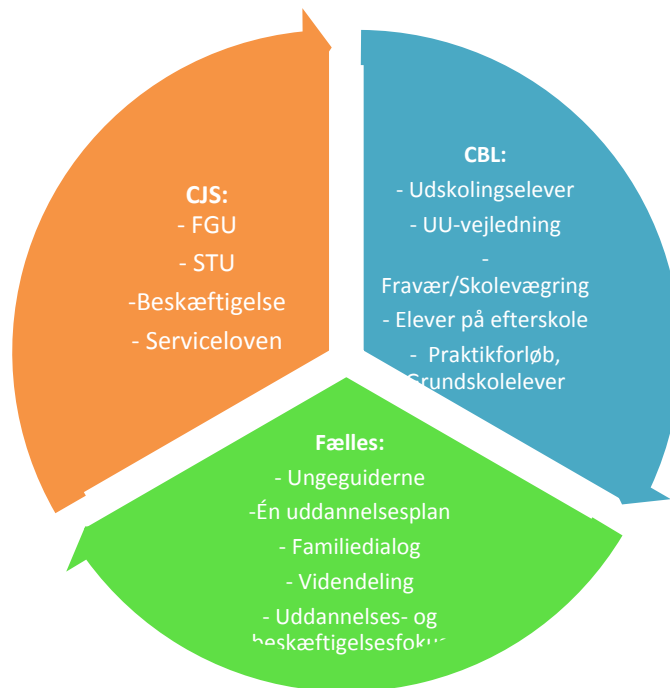 CJS:
- FGU
- STU
-Beskæftigelse
- Serviceloven
CBL:
- Udskolingselever
- UU-vejledning
-
Fravær/Skolevægring
- Elever på efterskole
- Praktikforløb,
Grundskolelever
Fælles:
- Ungeguiderne
-Én uddannelsesplan
- Familiedialog
- Videndeling
- Uddannelses- og
beskæftigelsesfokus